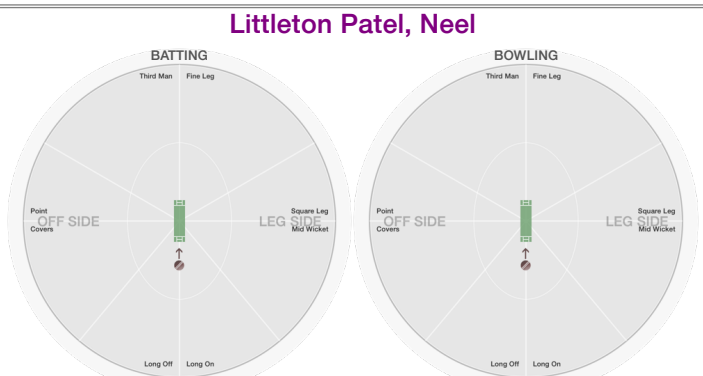 Littleton Patel, Neel
BATTING BOWLING
Third Man Fine Leg Third Man Fine Leg
Point Square Leg Point Square Leg
OFF SIDE LEG SIDE OFF SIDE LEG SIDE
Covers Mid Wicket Covers Mid Wicket
Long Off Long On Long Off Long On